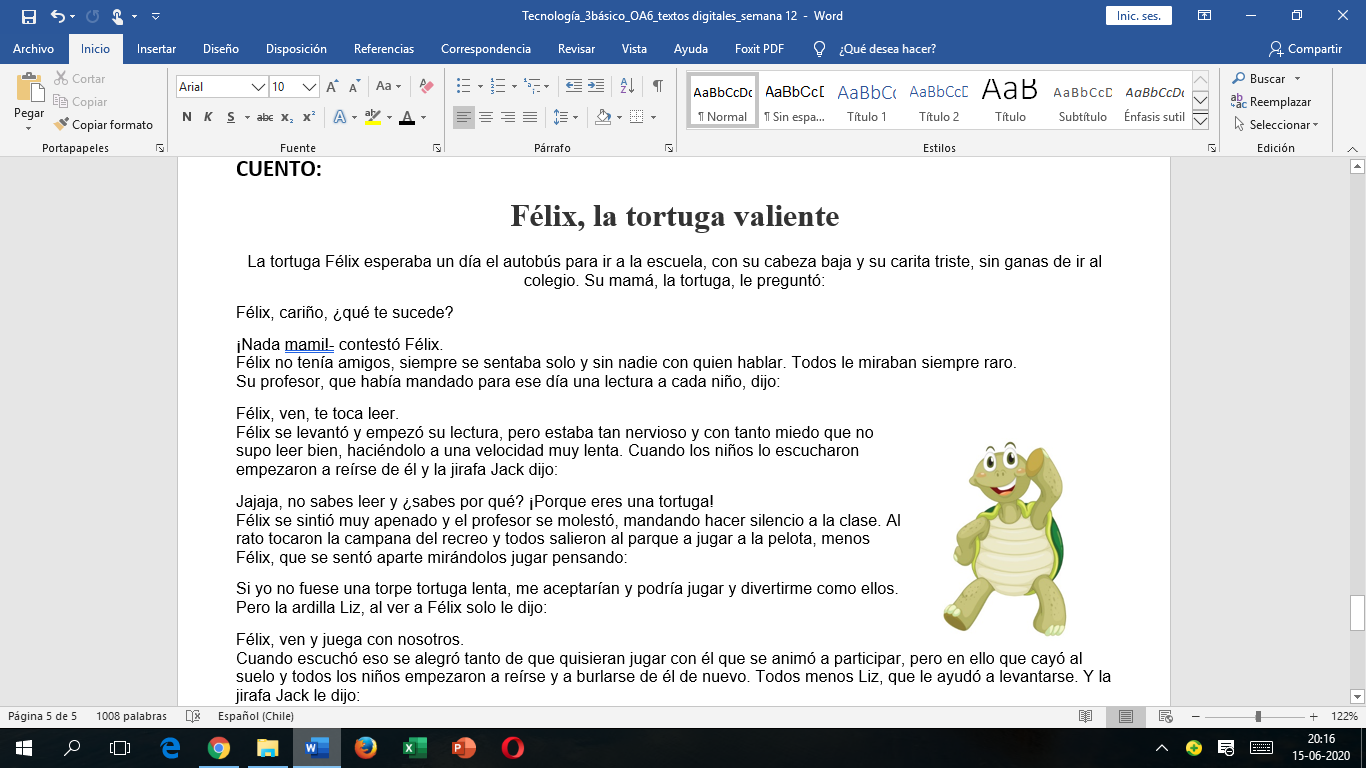 Tecnología_3básico_OA6_textos digitales_semana 12 - Word
Inic. ses.
Archivo Inicio Insertar Diseño Disposición Referencias Correspondencia Revisar Vista Ayuda Foxit PDF ¿Qué desea hacer? Compartir
Pegar
Cortar
Copiar
Copiar formato
Portapapeles
Arial 10
N K S abc x₂ x²
Fuente
Párrafo
AaBbCcDc AaBbCcD AaBbC( AaBbCcD AaB AaBbCcD AaBbCcDc
¶ Normal ¶ Sin espa... Título 1 Título 2 Título Subtítulo Énfasis sutil
Estilos
Buscar
Reemplazar
Seleccionar
Edición
CUENTO:
Félix, la tortuga valiente
La tortuga Félix esperaba un día el autobús para ir a la escuela, con su cabeza baja y su carita triste, sin ganas de ir al
colegio. Su mamá, la tortuga, le preguntó:
Félix, cariño, ¿qué te sucede?
¡Nada mami!- contestó Félix.
Félix no tenía amigos, siempre se sentaba solo y sin nadie con quien hablar. Todos le miraban siempre raro.
Su profesor, que había mandado para ese día una lectura a cada niño, dijo:
Félix, ven, te toca leer.
Félix se levantó y empezó su lectura, pero estaba tan nervioso y con tanto miedo que no
supo leer bien, haciéndolo a una velocidad muy lenta. Cuando los niños lo escucharon
empezaron a reírse de él y la jirafa Jack dijo:
Jajaja, no sabes leer y ¿sabes por qué? ¡Porque eres una tortuga!
Félix se sintió muy apenado y el profesor se molestó, mandando hacer silencio a la clase. Al
rato tocaron la campana del recreo y todos salieron al parque a jugar a la pelota, menos
Félix, que se sentó aparte mirándolos jugar pensando:
Si yo no fuese una torpe tortuga lenta, me aceptarían y podría jugar y divertirme como ellos.
Pero la ardilla Liz, al ver a Félix solo le dijo:
Félix, ven y juega con nosotros.
Cuando escuchó eso se alegró tanto de que quisieran jugar con él que se animó a participar, pero en ello que cayó al
suelo y todos los niños empezaron a reírse y a burlarse de él de nuevo. Todos menos Liz, que le ayudó a levantarse. Y la
jirafa Jack le dijo:
Página 5 de 5 1008 palabras Español (Chile) 122%
20:16
15-06-2020